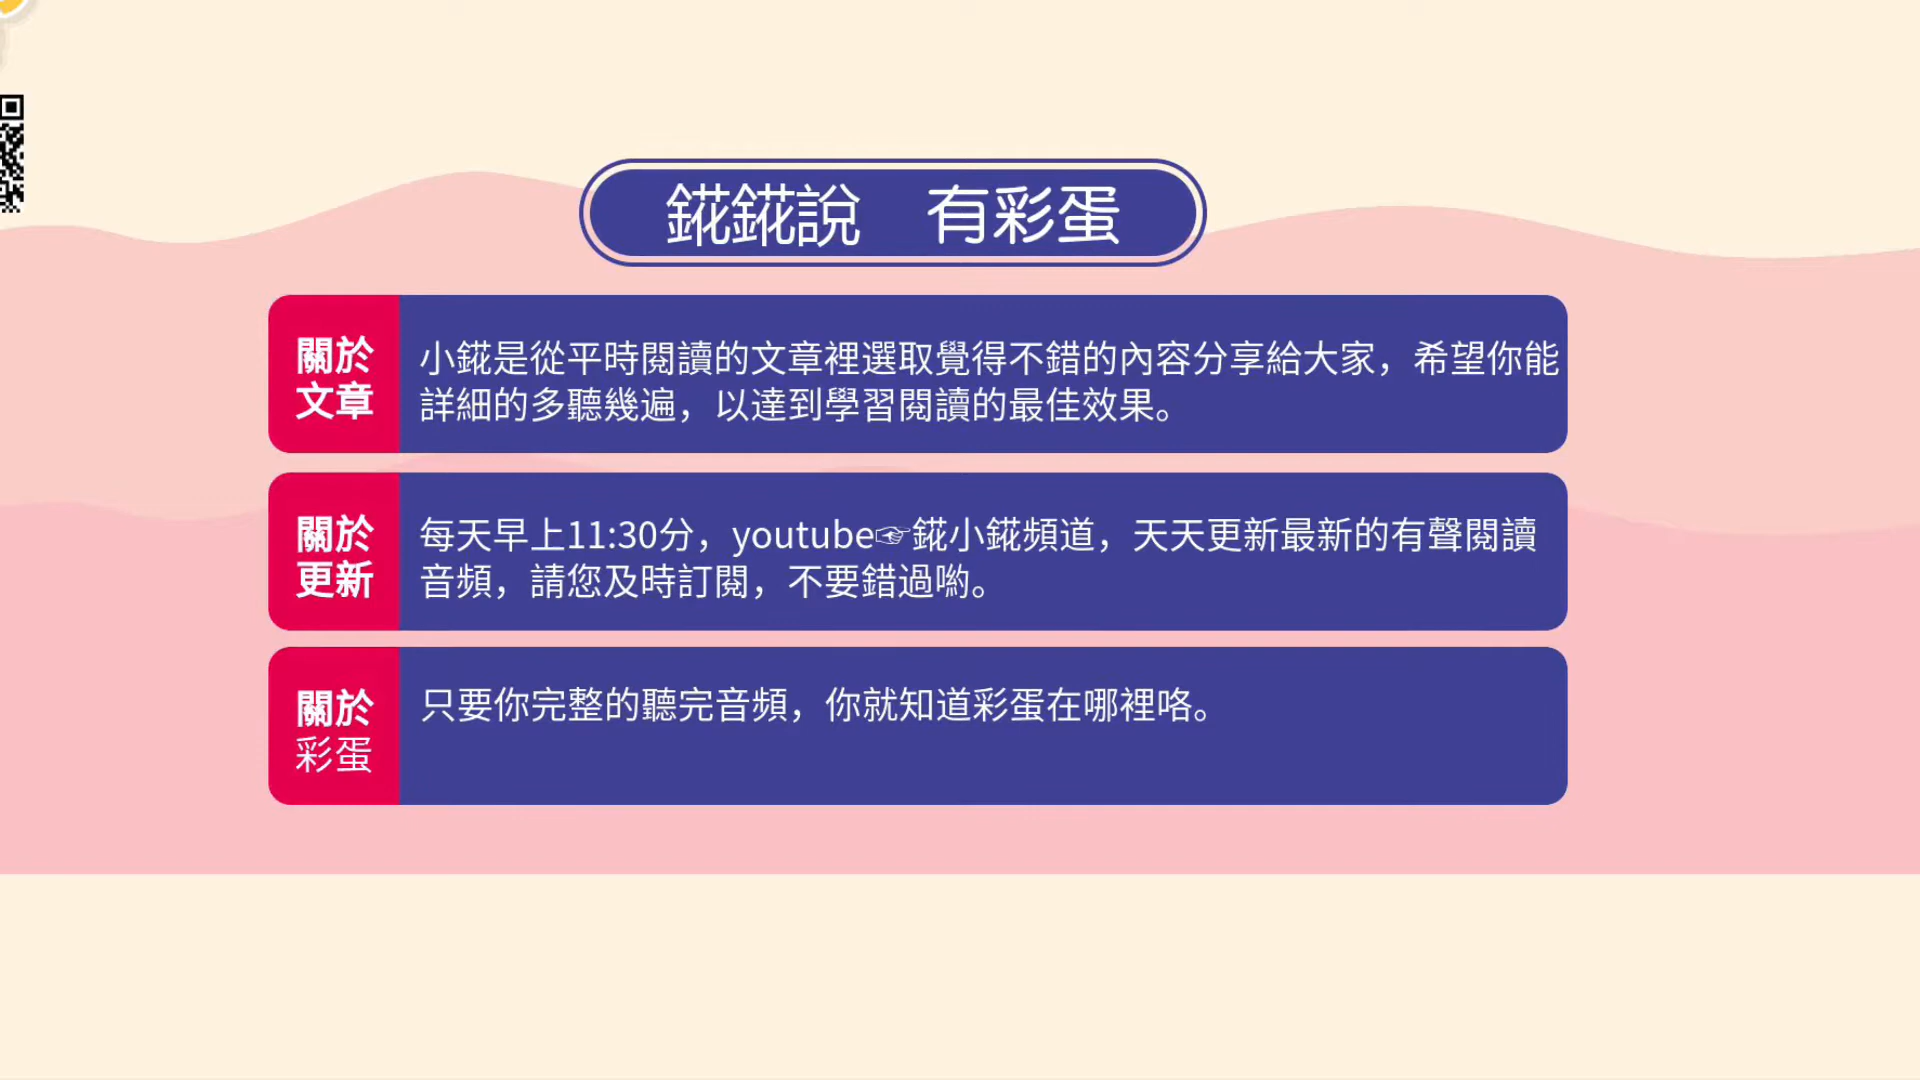 錵錵說 有彩蛋
關於
文章
小錵是從平時閱讀的文章裡選取覺得不錯的內容分享給大家，希望你能
詳細的多聽幾遍，以達到學習閱讀的最佳效果。
關於
更新
每天早上11:30分，youtube☞錵小錵頻道，天天更新最新的有聲閱讀
音頻，請您及時訂閱，不要錯過喲。
關於
彩蛋
只要你完整的聽完音頻，你就知道彩蛋在哪裡咯。